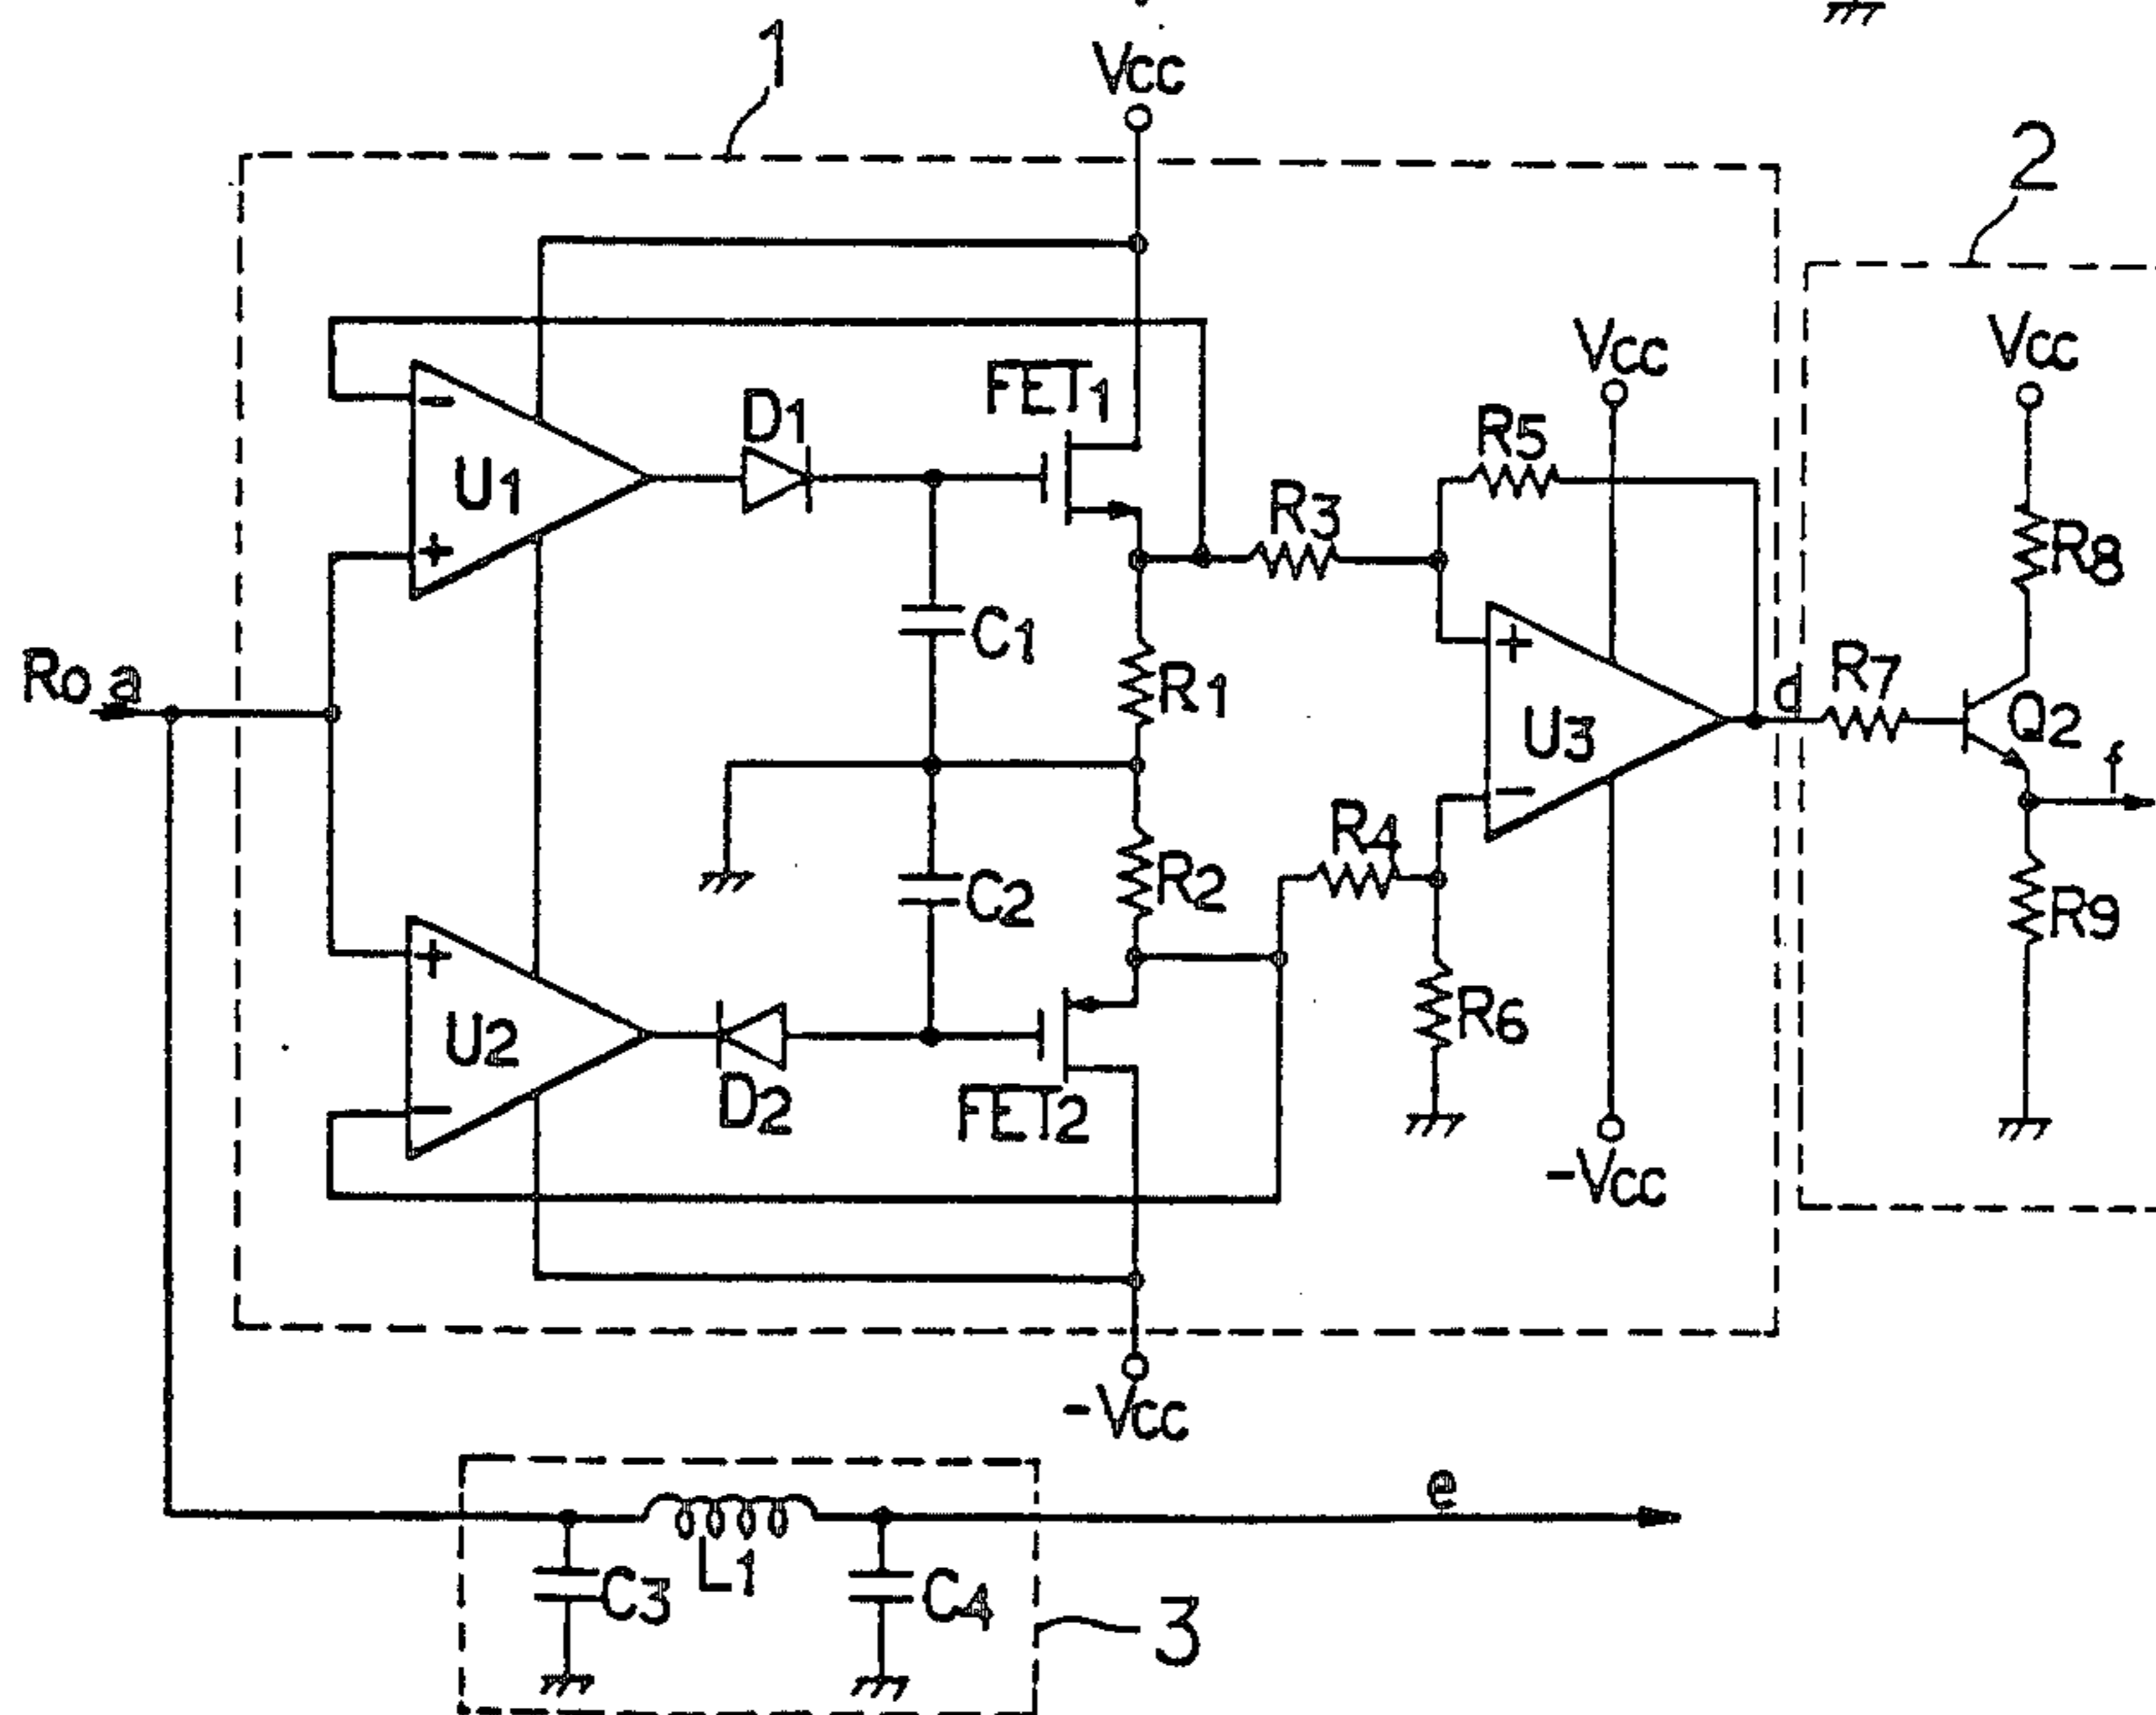 1
Vcc
2
Vcc
Vcc
FET1
D1
R5
U1
R3
R8
C1
Ro a
R1
U3
d
R7
Q2
f
R4
R2
C2
R9
U2
R6
D2
FET2
-Vcc
-Vcc
e
L1
C3
C4
3